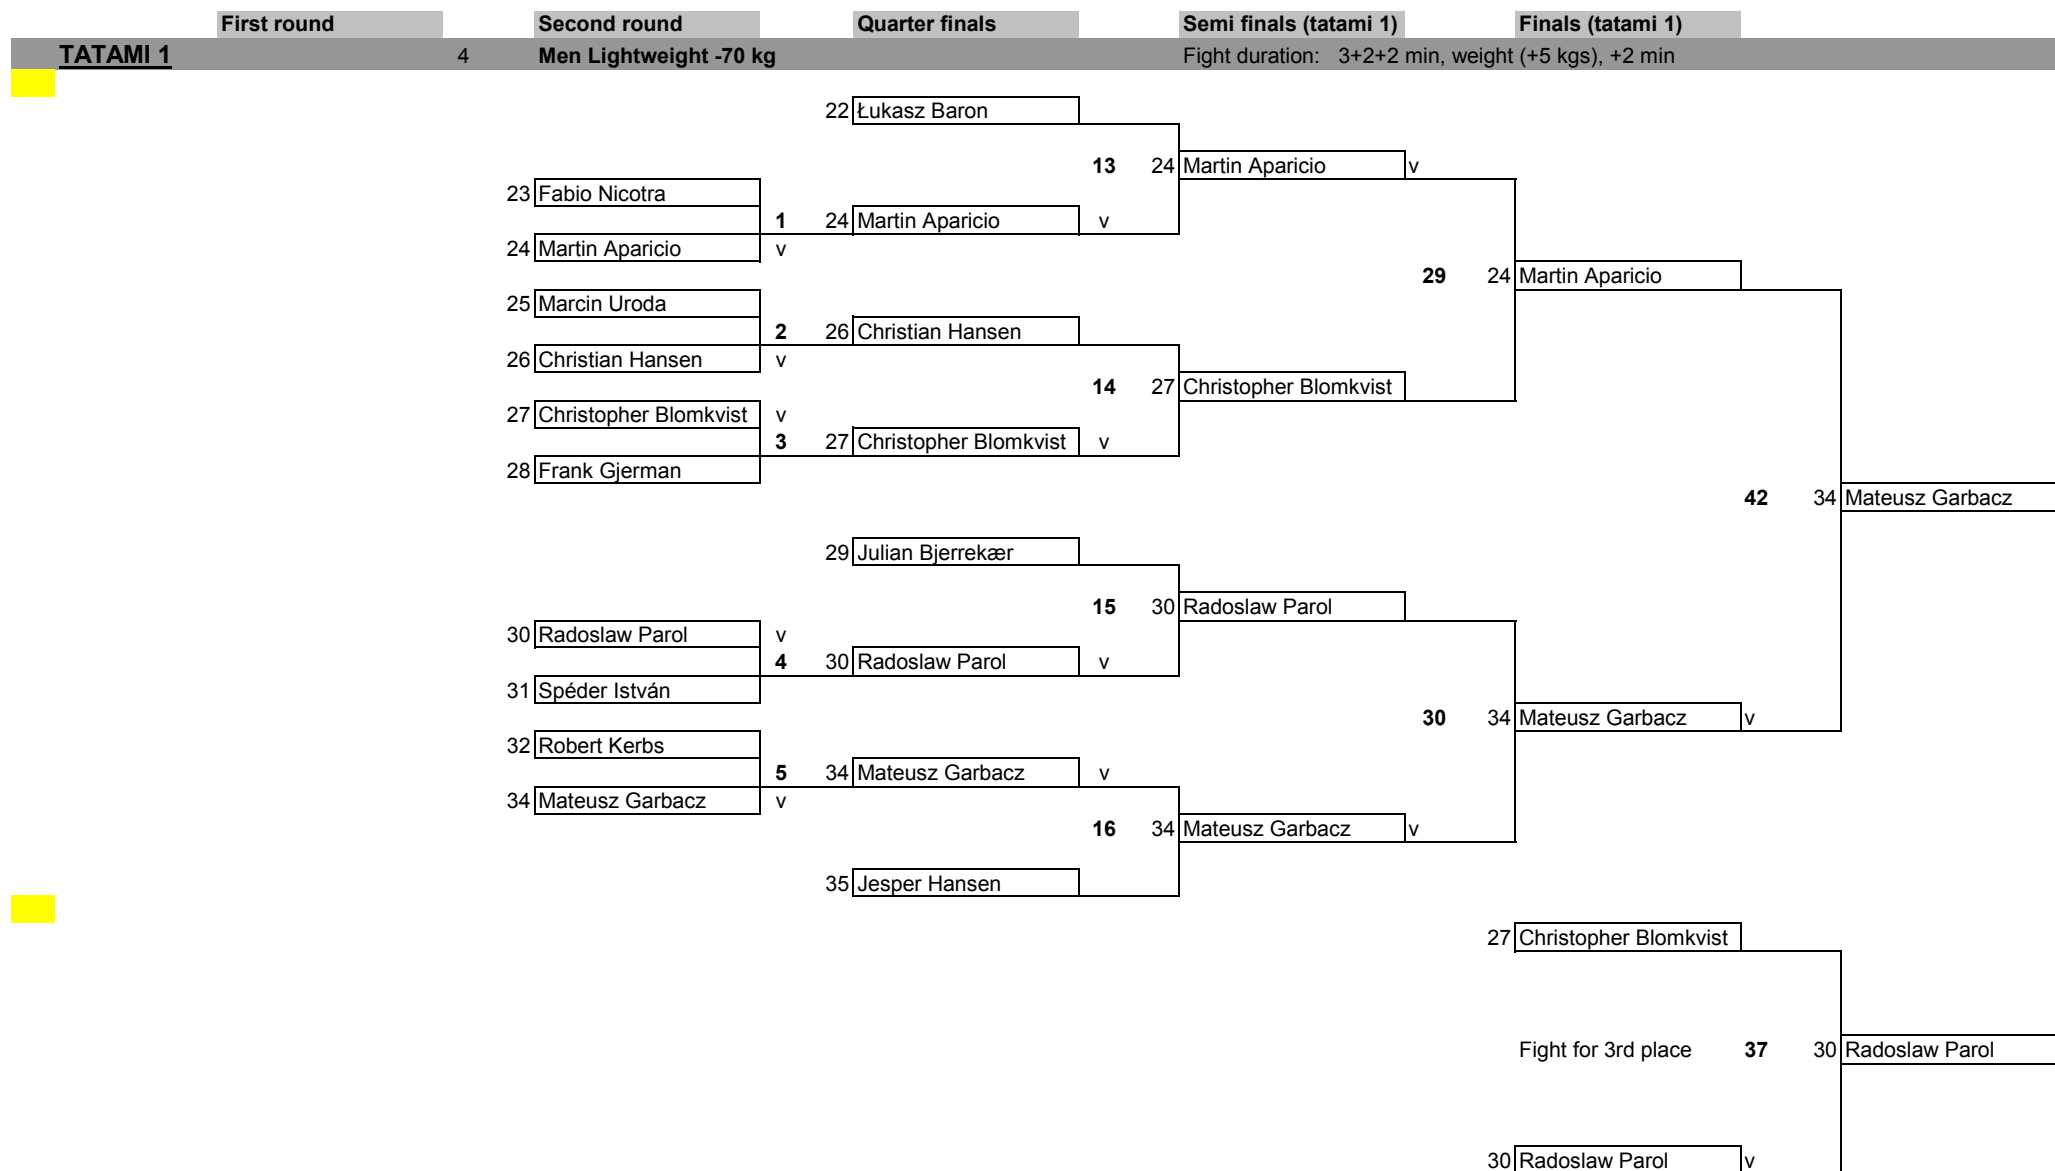 First round Second round Quarter finals Semi finals (tatami 1) Finals (tatami 1)
TATAMI 1 4 Men Lightweight -70 kg Fight duration: 3+2+2 min, weight (+5 kgs), +2 min
22 Łukasz Baron
13 24 Martin Aparicio v
23 Fabio Nicotra
1 24 Martin Aparicio v
24 Martin Aparicio v
29 24 Martin Aparicio
25 Marcin Uroda
2 26 Christian Hansen
26 Christian Hansen v
14 27 Christopher Blomkvist
27 Christopher Blomkvist v
3 27 Christopher Blomkvist v
28 Frank Gjerman
42 34 Mateusz Garbacz
29 Julian Bjerrekær
15 30 Radoslaw Parol
30 Radoslaw Parol v
4 30 Radoslaw Parol v
31 Spéder István
30 34 Mateusz Garbacz v
32 Robert Kerbs
5 34 Mateusz Garbacz v
34 Mateusz Garbacz v
16 34 Mateusz Garbacz v
35 Jesper Hansen
27 Christopher Blomkvist
Fight for 3rd place 37 30 Radoslaw Parol
30 Radoslaw Parol v